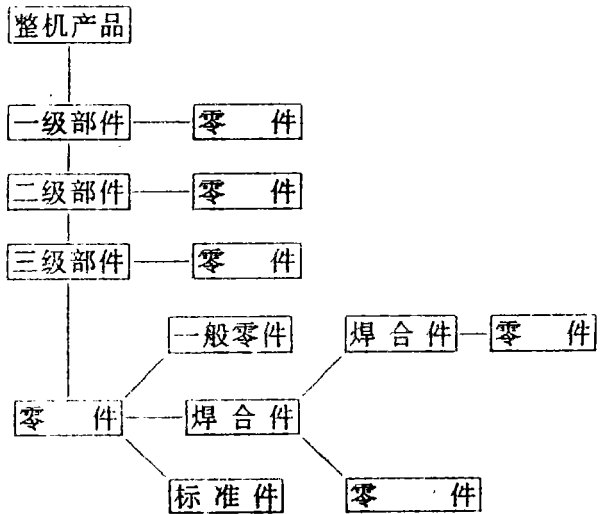 整机产品
一级部件 零 件
二级部件 零 件
三级部件 零 件
一般零件 焊合件 零 件
零 件 焊合件
标准件 零 件